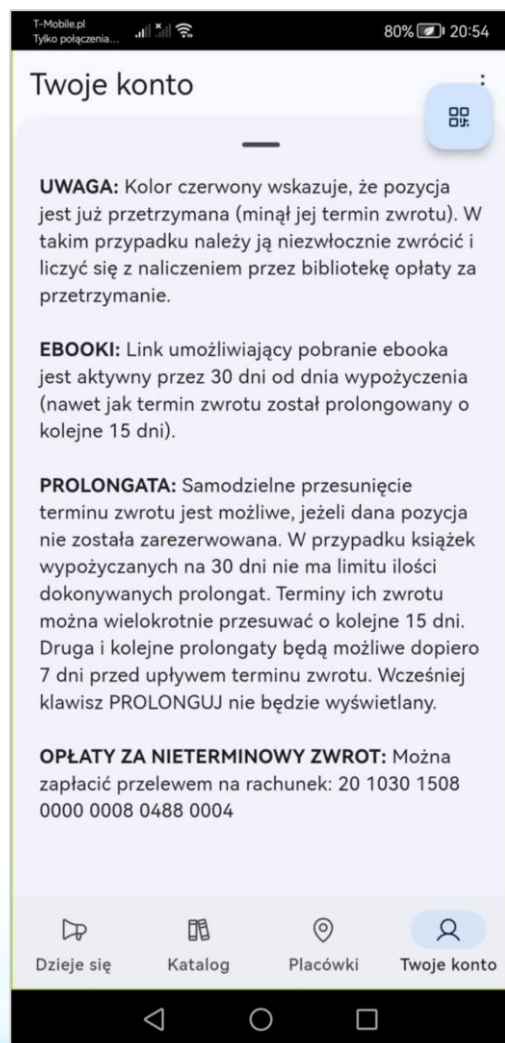 T-Mobile.pl
Tylko połączenia...
80% 20:54
Twoje konto
UWAGA: Kolor czerwony wskazuje, że pozycja
jest już przetrzymana (minął jej termin zwrotu). W
takim przypadku należy ją niezwłocznie zwrócić i
liczyć się z naliczeniem przez bibliotekę opłaty za
przetrzymanie.
EBOOKI: Link umożliwiający pobranie ebooka
jest aktywny przez 30 dni od dnia wypożyczenia
(nawet jak termin zwrotu został prolongowany o
kolejne 15 dni).
PROLONGATA: Samodzielne przesunięcie
terminu zwrotu jest możliwe, jeżeli dana pozycja
nie została zarezerwowana. W przypadku książek
wypożyczanych na 30 dni nie ma limitu ilości
dokonywanych prolongat. Terminy ich zwrotu
można wielokrotnie przesuwać o kolejne 15 dni.
Druga i kolejne prolongaty będą możliwe dopiero
7 dni przed upływem terminu zwrotu. Wcześniej
klawisz PROLONGUJ nie będzie wyświetlany.
OPŁATY ZA NIETERMINOWY ZWROT: Można
zapłacić przelewem na rachunek: 20 1030 1508
0000 0008 0488 0004
Dzieje się Katalog Placówki Twoje konto